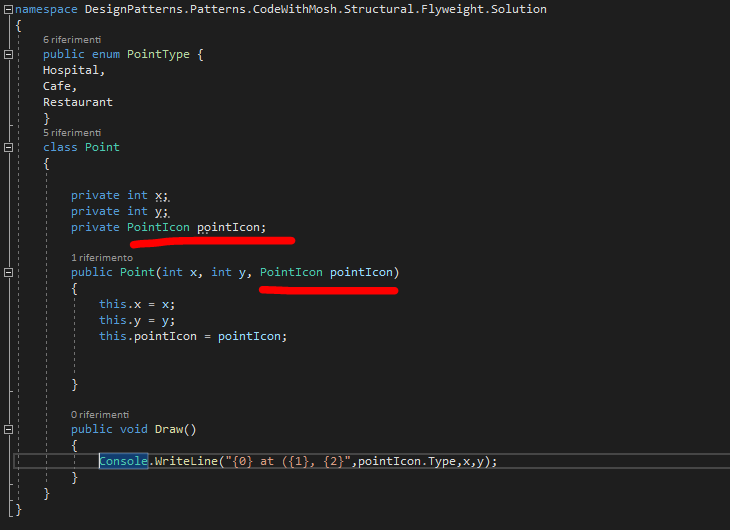 namespace DesignPatterns.Patterns.CodeWithMosh.Structural.Flyweight.Solution
{
6 riferimenti
public enum PointType {
Hospital,
Cafe,
Restaurant
}
5 riferimenti
class Point
{
private int x;
private int y;
private PointIcon pointIcon;
1 riferimento
public Point(int x, int y, PointIcon pointIcon)
{
this.x = x;
this.y = y;
this.pointIcon = pointIcon;
}
0 riferimenti
public void Draw()
{
Console.WriteLine("{0} at ({1}, {2}",pointIcon.Type,x,y);
}
}
}